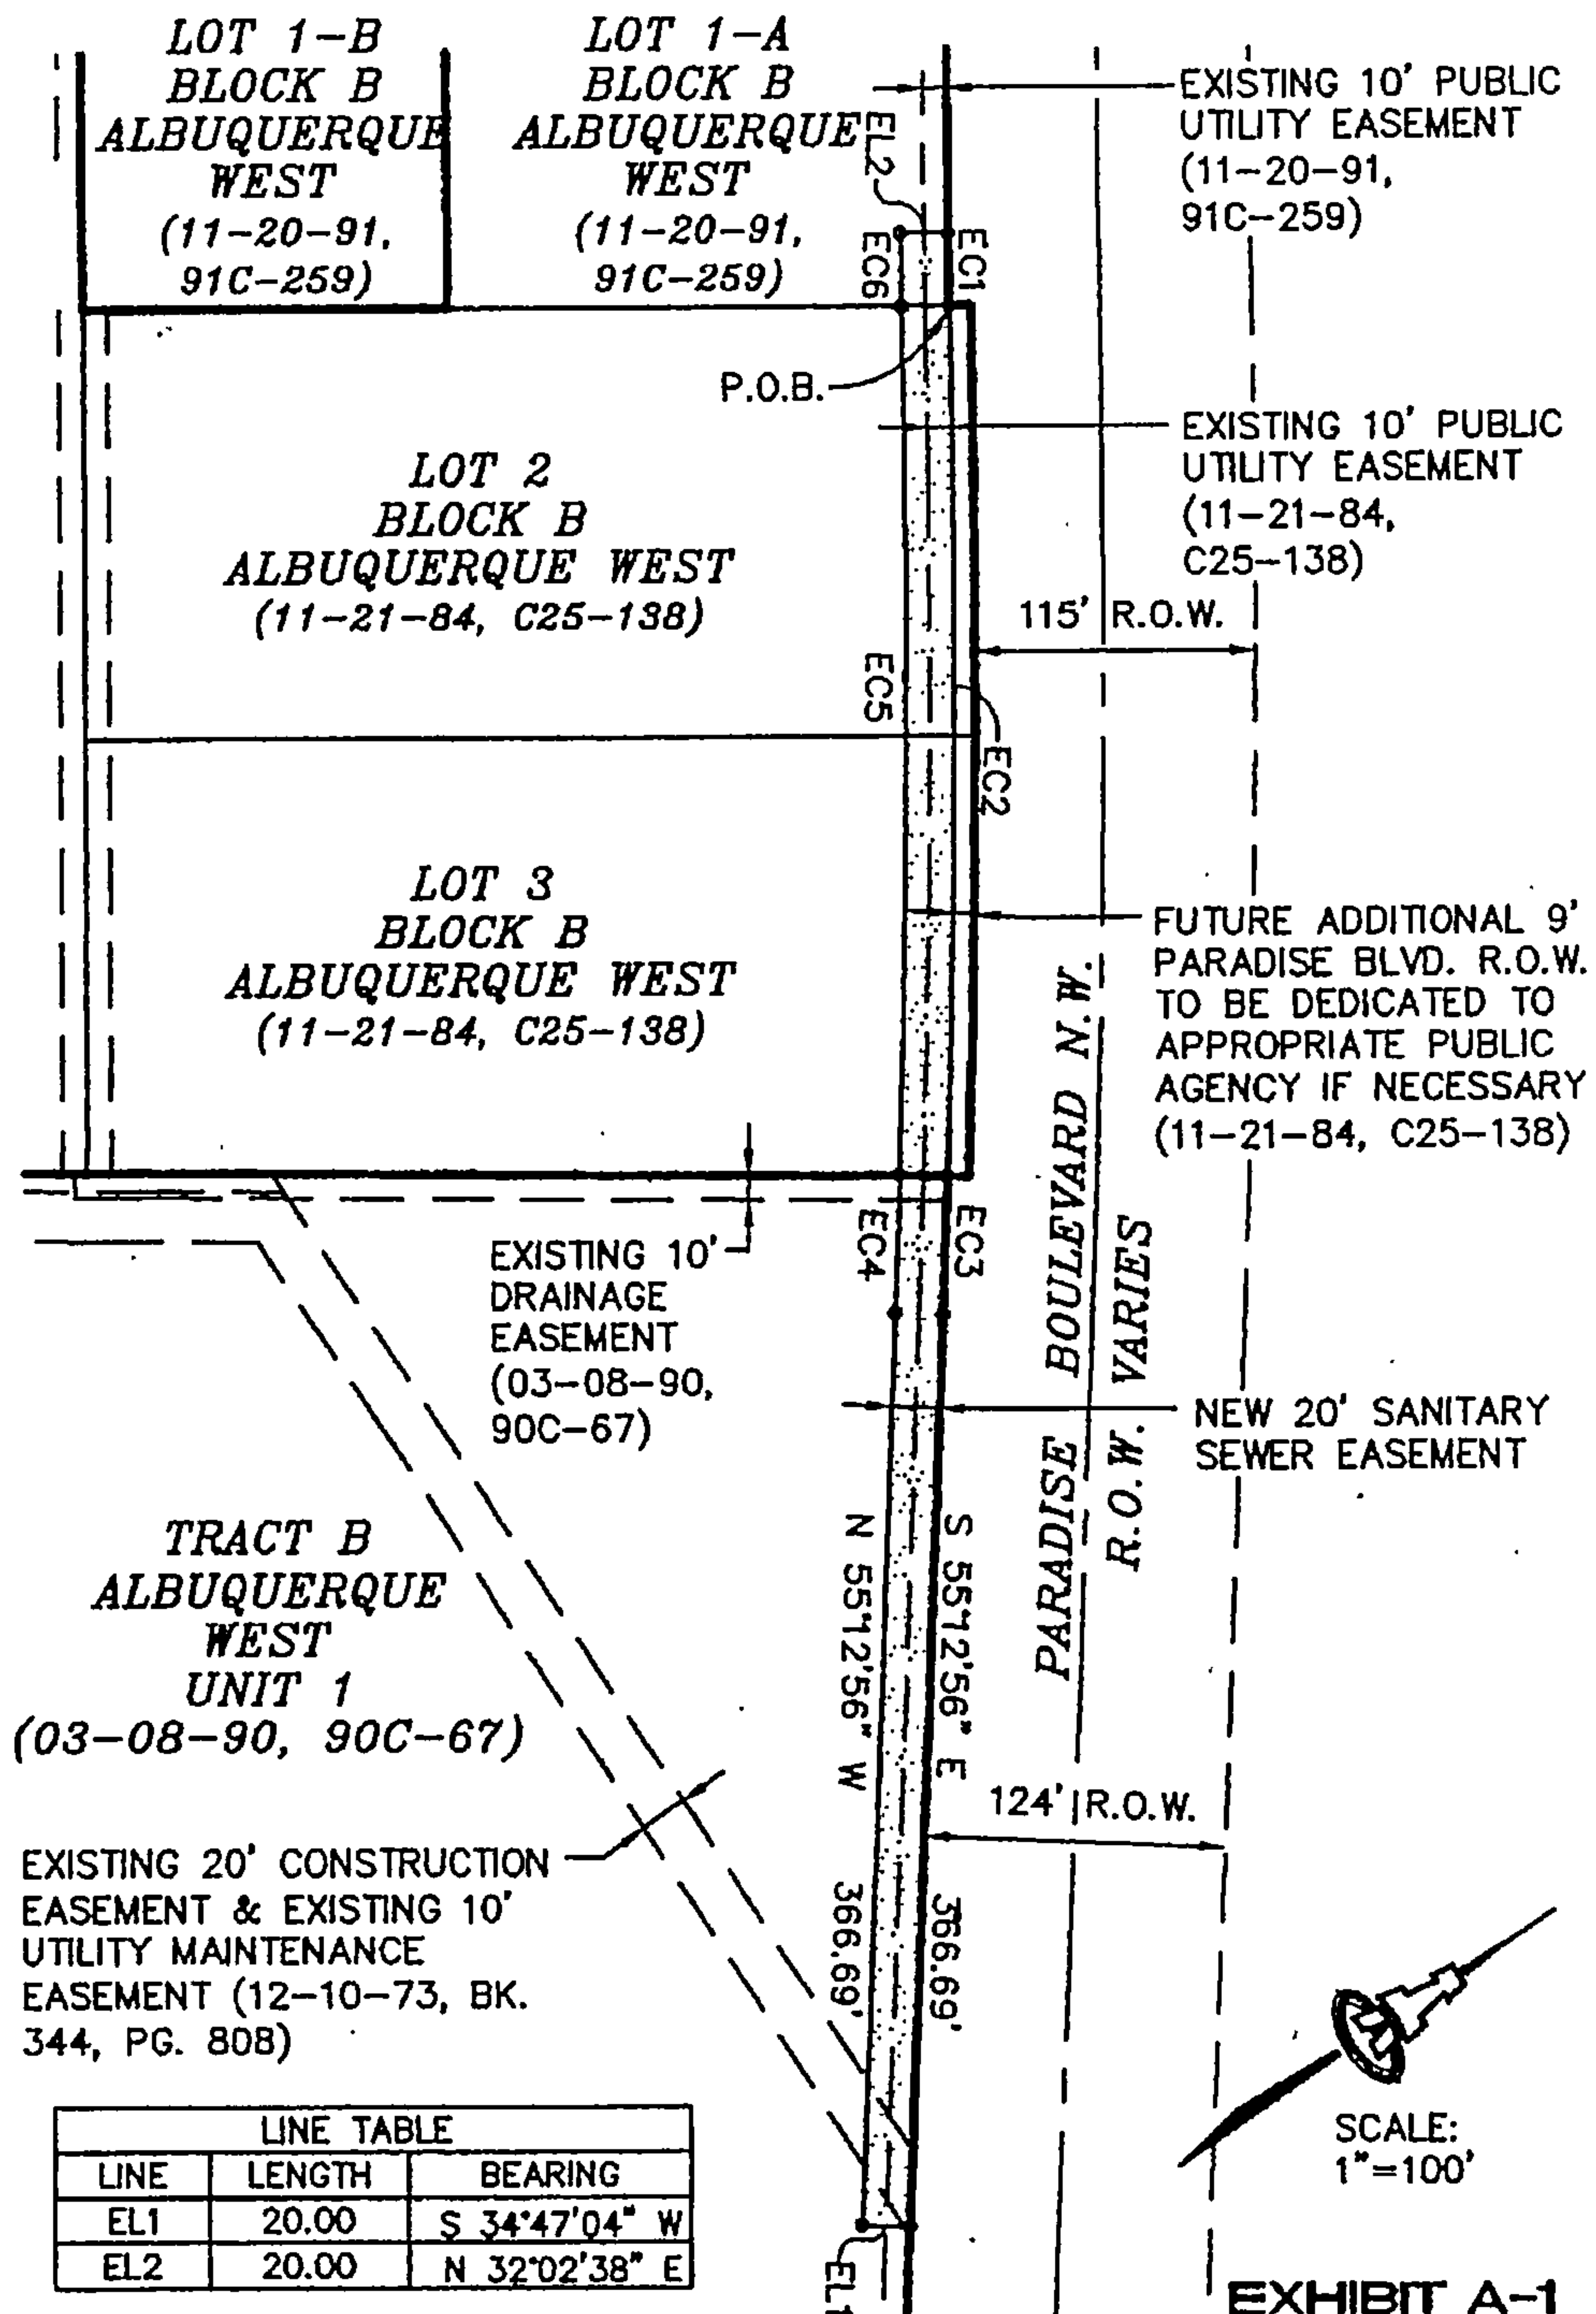 LOT 1-B
BLOCK B
ALBUQUERQUE
WEST
(11-20-91,
91C-259)
LOT 1-A
BLOCK B
ALBUQUERQUE
WEST
(11-20-91,
91C-259)
EL2
EC6
EC1
EXISTING 10' PUBLIC
UTILITY EASEMENT
(11-20-91,
91C-259)
P.O.B.
EXISTING 10' PUBLIC
UTILITY EASEMENT
(11-21-84,
C25-138)
LOT 2
BLOCK B
ALBUQUERQUE WEST
(11-21-84, C25-138)
115' R.O.W.
EC5
EC2
LOT 3
BLOCK B
ALBUQUERQUE WEST
(11-21-84, C25-138)
FUTURE ADDITIONAL 9'
PARADISE BLVD. R.O.W.
TO BE DEDICATED TO
APPROPRIATE PUBLIC
AGENCY IF NECESSARY
(11-21-84, C25-138)
PARADISE BOULEVARD N.W.
R.O.W. VARIES
EC4
EC3
EXISTING 10'
DRAINAGE
EASEMENT
(03-08-90,
90C-67)
NEW 20' SANITARY
SEWER EASEMENT
TRACT B
ALBUQUERQUE
WEST
UNIT 1
(03-08-90, 90C-67)
N 55°12'56" W
366.69'
S 55°12'56" E
366.69'
124' R.O.W.
EXISTING 20' CONSTRUCTION
EASEMENT & EXISTING 10'
UTILITY MAINTENANCE
EASEMENT (12-10-73, BK.
344, PG. 808)
SCALE:
1"=100'
LINE TABLE
LINE LENGTH BEARING
EL1 20.00 S 34°47'04" W
EL2 20.00 N 32°02'38" E
EL1
EXHIBIT A-1